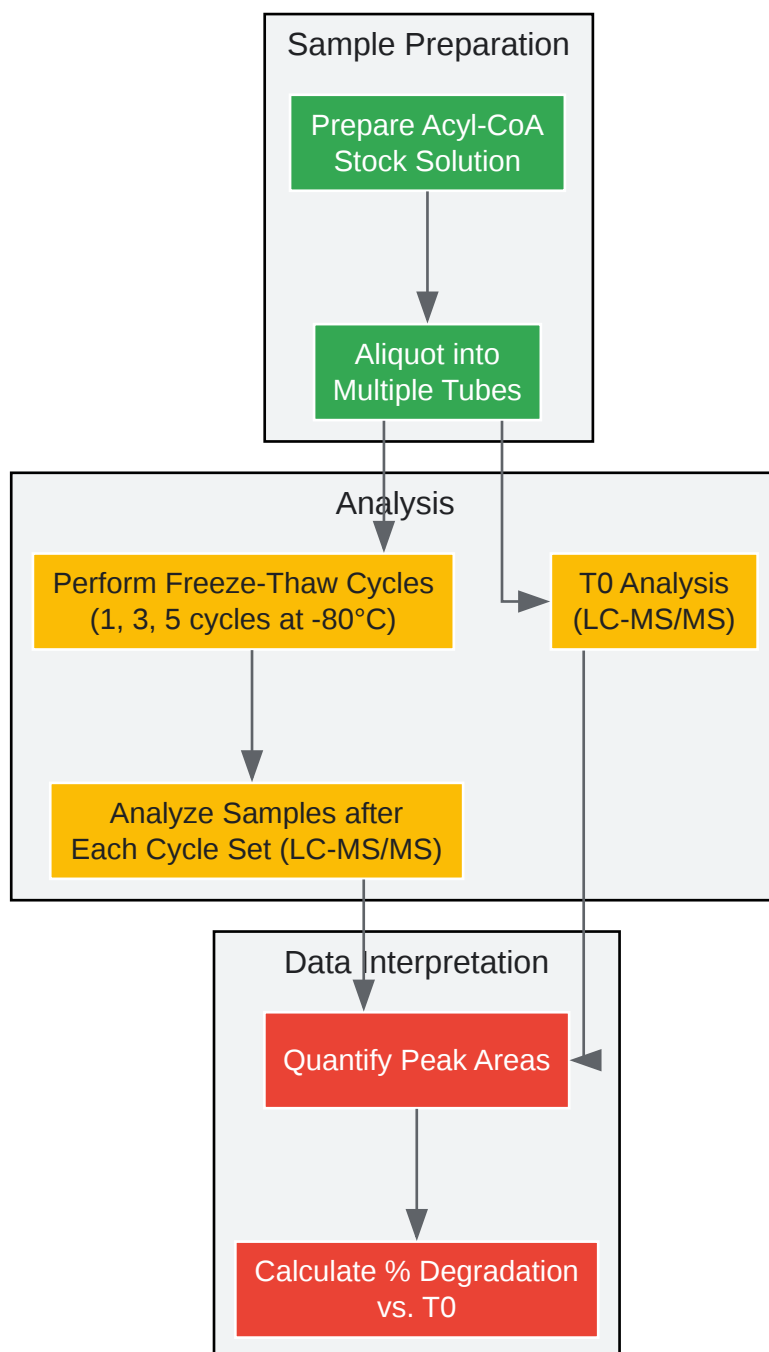 Sample Preparation
Prepare Acyl-CoA
Stock Solution
Aliquot into
Multiple Tubes
Analysis
Perform Freeze-Thaw Cycles
(1, 3, 5 cycles at -80°C)
T0 Analysis
(LC-MS/MS)
Analyze Samples after
Each Cycle Set (LC-MS/MS)
Data Interpretation
Quantify Peak Areas
Calculate % Degradation
vs. T0